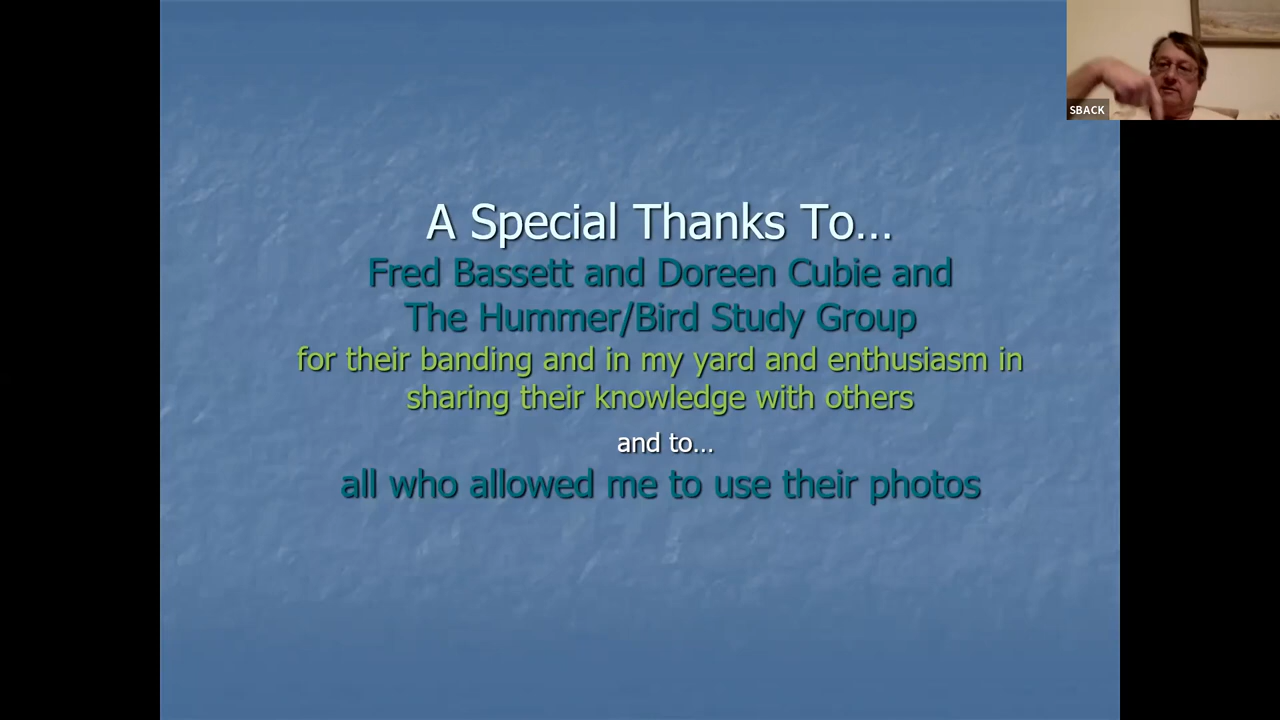 A Special Thanks To...
Fred Bassett and Doreen Cubie and
The Hummer/Bird Study Group
for their banding and in my yard and enthusiasm in
sharing their knowledge with others
and to...
all who allowed me to use their photos
SBACK